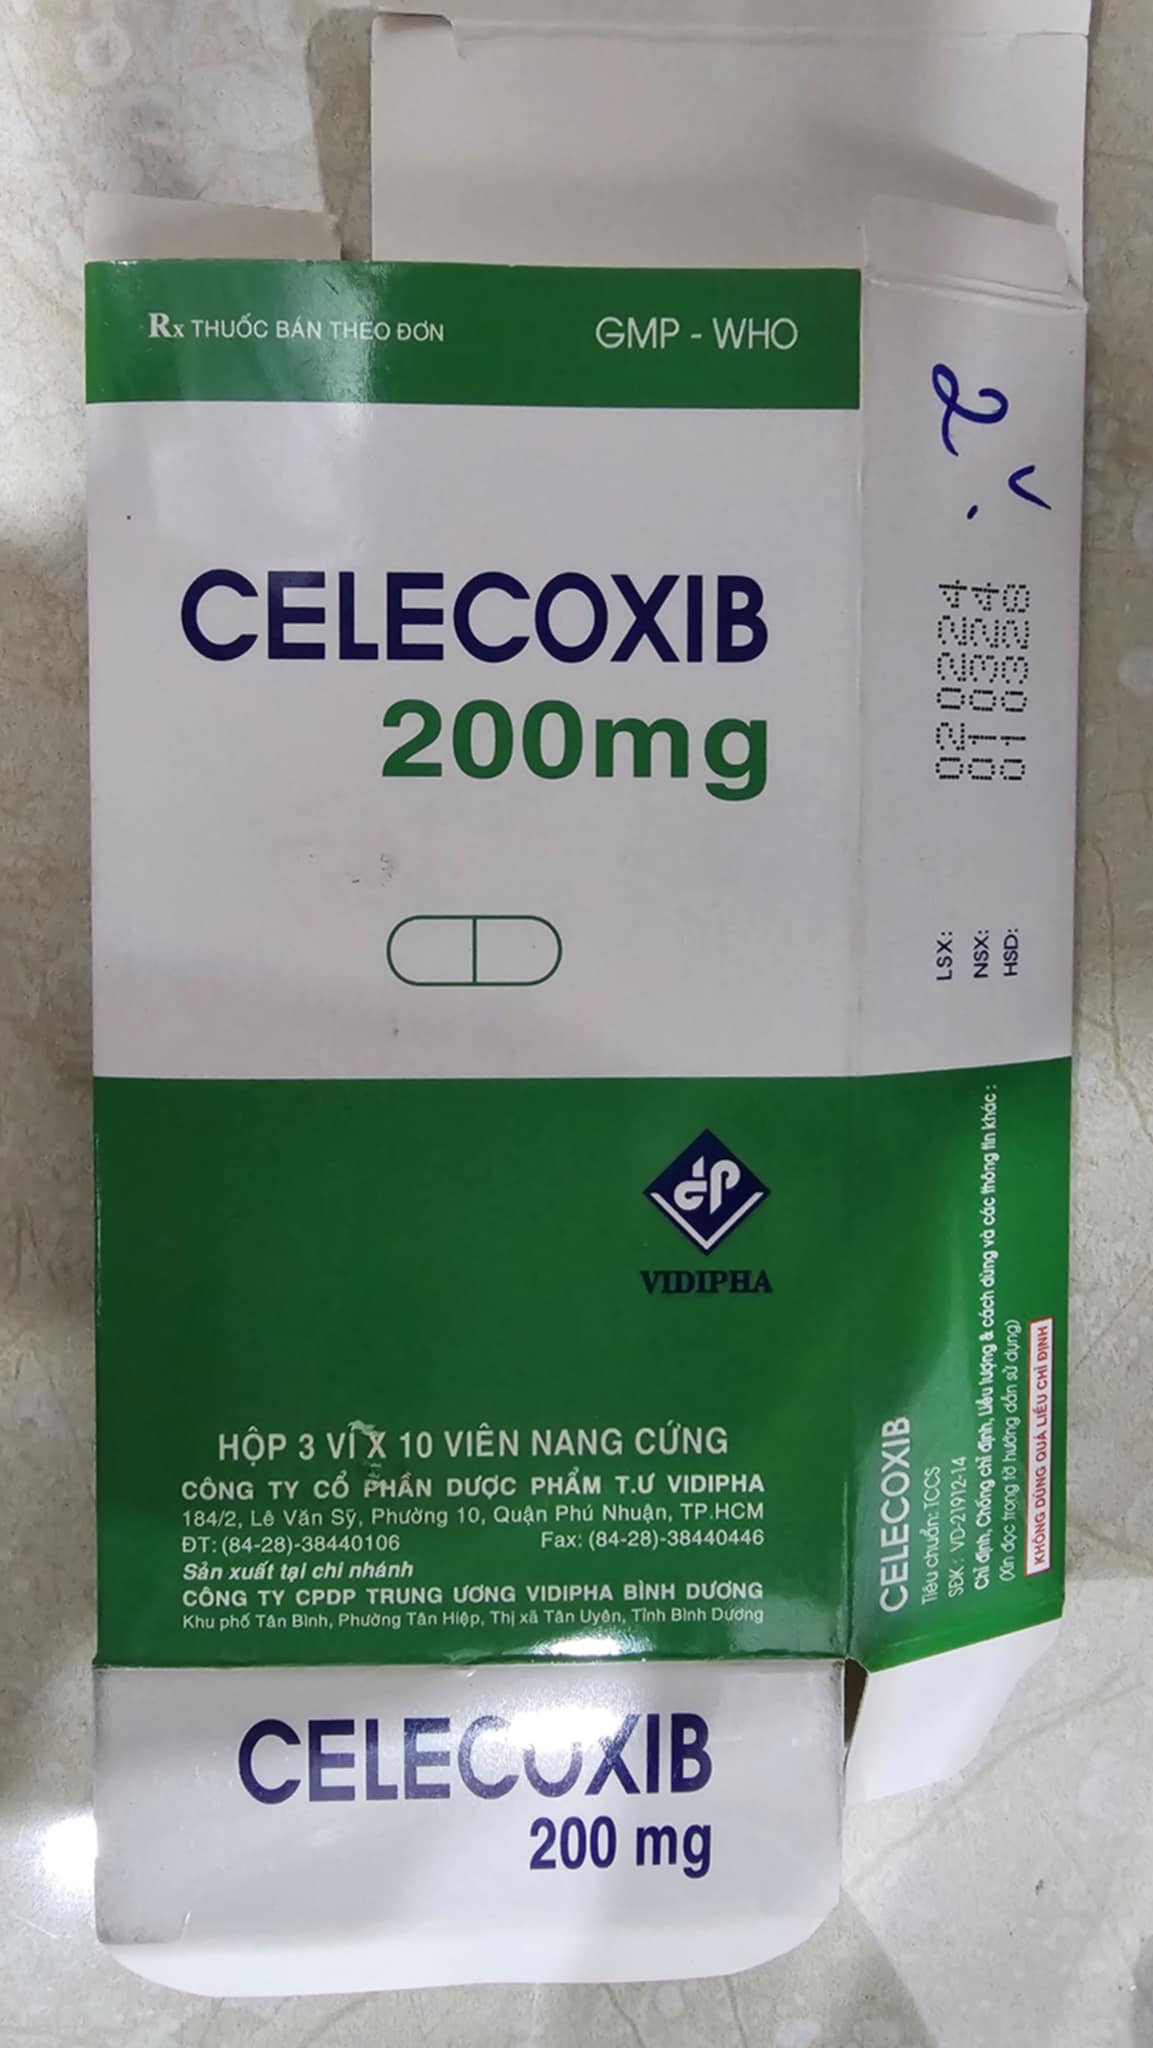 Rx THUỐC BÁN THEO ĐƠN
GMP - WHO
CELECOXIB
200mg
VIDIPHA
HỘP 3 VỈ X 10 VIÊN NANG CỨNG
CÔNG TY CỔ PHẦN DƯỢC PHẨM T.Ư VIDIPHA
184/2, Lê Văn Sỹ, Phường 10, Quận Phú Nhuận, TP.HCM
ĐT: (84-28)-38440106 Fax: (84-28)-38440446
Sản xuất tại chi nhánh
CÔNG TY CPDP TRUNG ƯƠNG VIDIPHA BÌNH DƯƠNG
Khu phố Tân Bình, Phường Tân Hiệp, Thị xã Tân Uyên, Tỉnh Bình Dương
CELECOXIB
200 mg
2 v.
LSX: 020224
NSX: 010324
HSD: 010328
CELECOXIB
Tiêu chuẩn: TCCS
SĐK : VD-21912-14
Chỉ định, Chống chỉ định, Liều lượng & cách dùng và các thông tin khác :
(Xin đọc trong tờ hướng dẫn sử dụng)
KHÔNG DÙNG QUÁ LIỀU CHỈ ĐỊNH